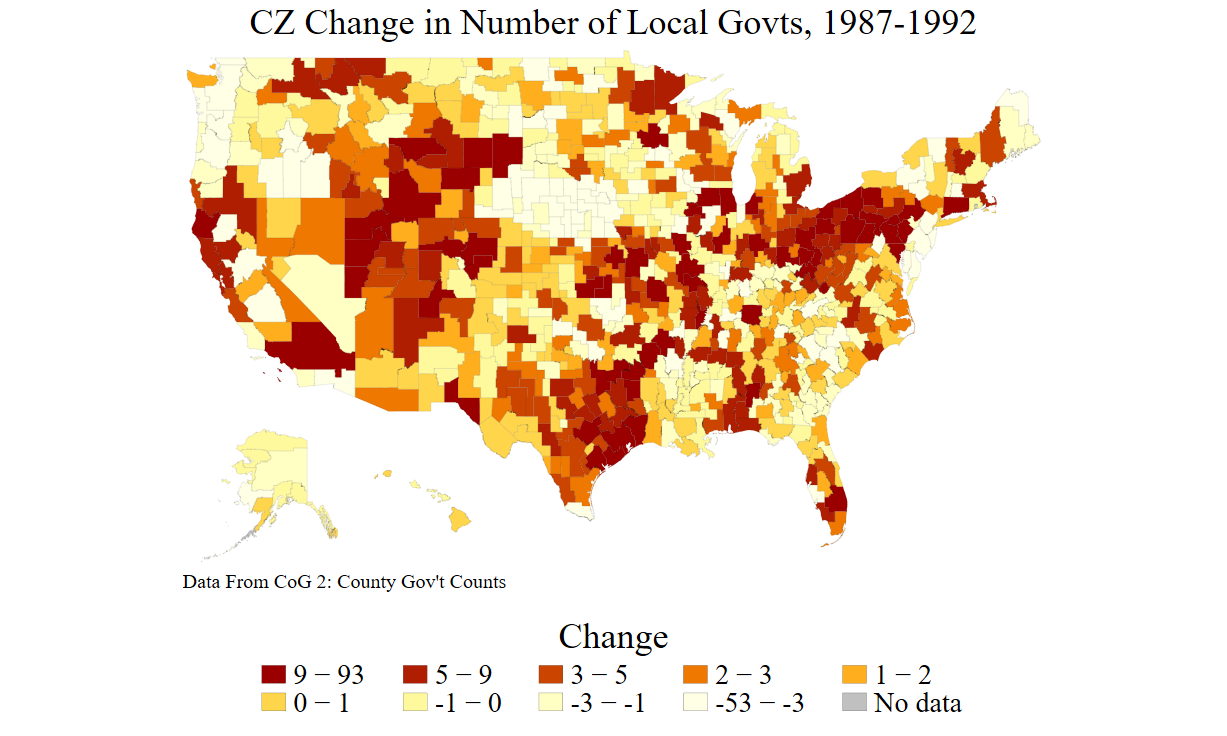 CZ Change in Number of Local Govts, 1987-1992
Data From CoG 2: County Gov't Counts
Change
9 − 93 5 − 9 3 − 5 2 − 3 1 − 2
0 − 1 -1 − 0 -3 − -1 -53 − -3 No data